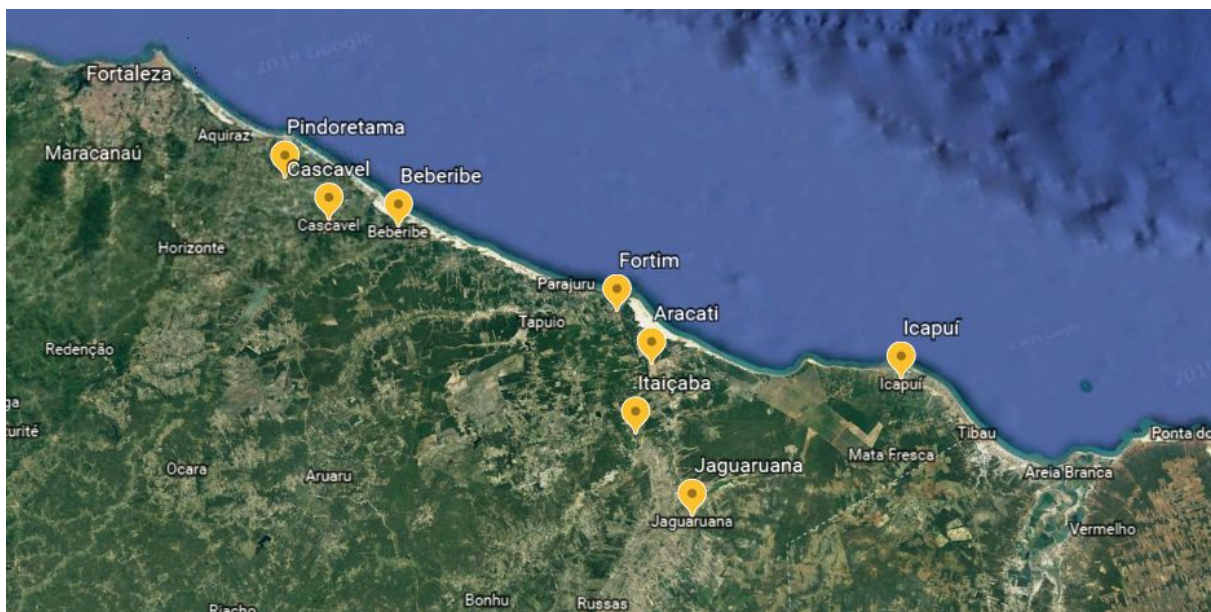 © 2019 Google
Fortaleza
Aquiraz
Pindoretama
Maracanaú
Cascavel
Beberibe
Cascavel
Beberibe
Horizonte
Fortim
Parajuru
Aracati
Tapuio
Icapuí
Redenção
Icapuí
Itaiçaba
Tibau
Ponta do
Mata Fresca
Ocara
Aruaru
Jaguaruana
Areia Branca
Jaguaruana
Vermelho
Bonhu
Russas
Riacho